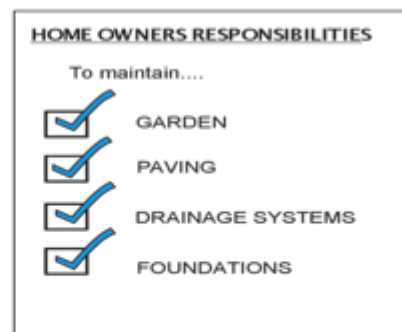 HOME OWNERS RESPONSIBILITIES
To maintain....
GARDEN
PAVING
DRAINAGE SYSTEMS
FOUNDATIONS